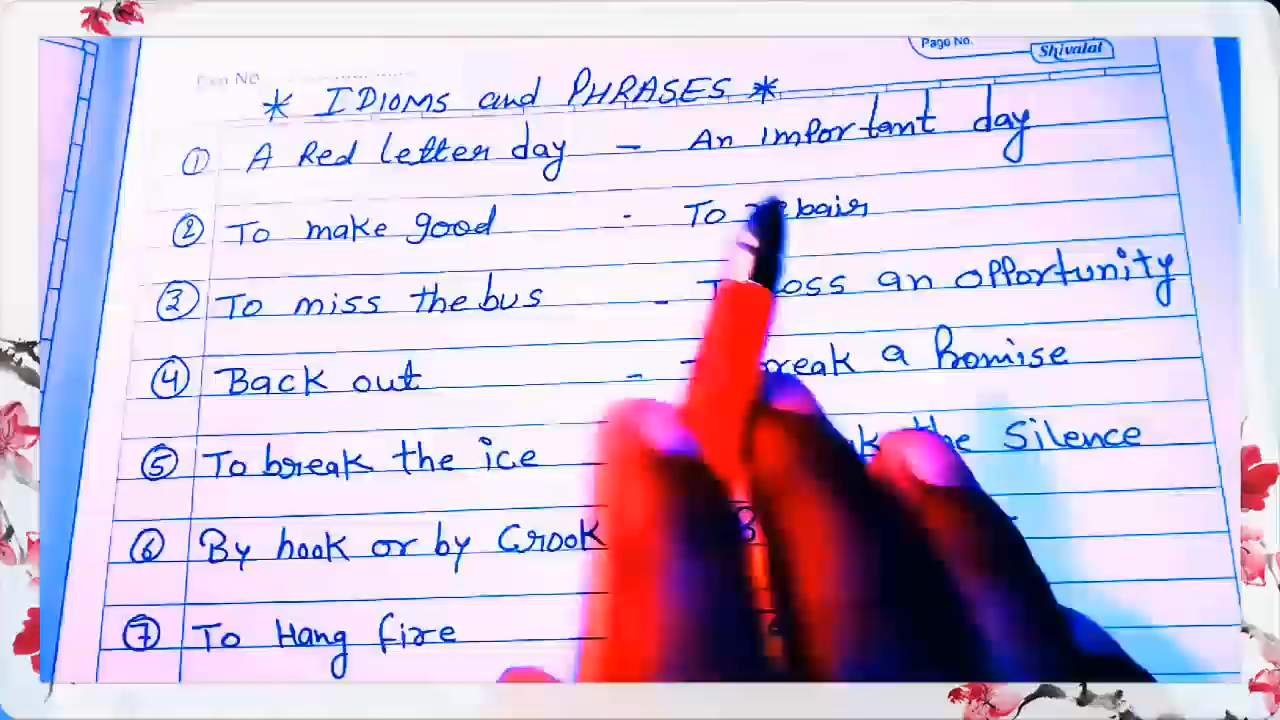 Page No.
Shivalal
Exp No
* IDIOMS and PHRASES *
① A Red letter day - An important day
② To make good - To repair
③ To miss the bus - loss an opportunity
④ Back out - break a Promise
⑤ To break the ice the Silence
⑥ By hook or by Crook B
⑦ To Hang fire